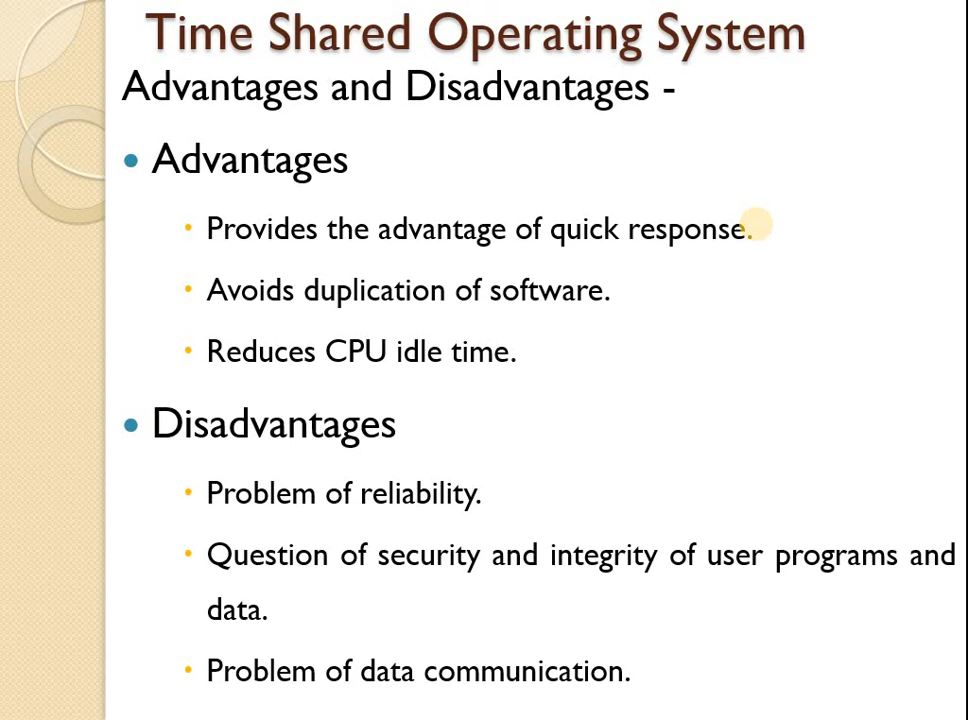 Time Shared Operating System
Advantages and Disadvantages -
• Advantages
• Provides the advantage of quick response.
• Avoids duplication of software.
• Reduces CPU idle time.
• Disadvantages
• Problem of reliability.
• Question of security and integrity of user programs and
data.
• Problem of data communication.